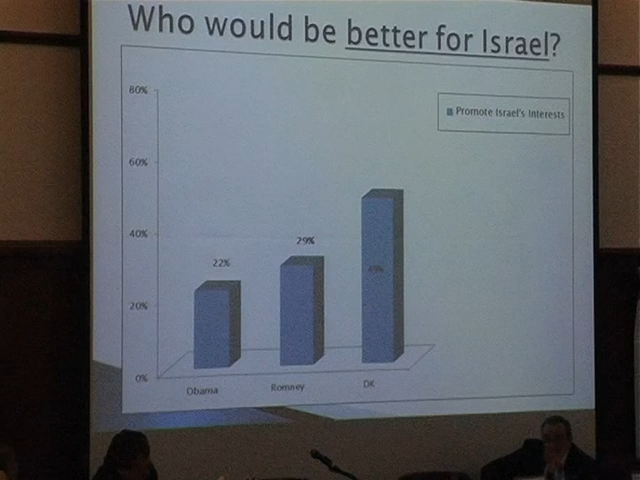 Who would be better for Israel?
80%
Promote Israel's Interests
60%
40%
29%
22%
49%
20%
0%
Obama
Romney
DK